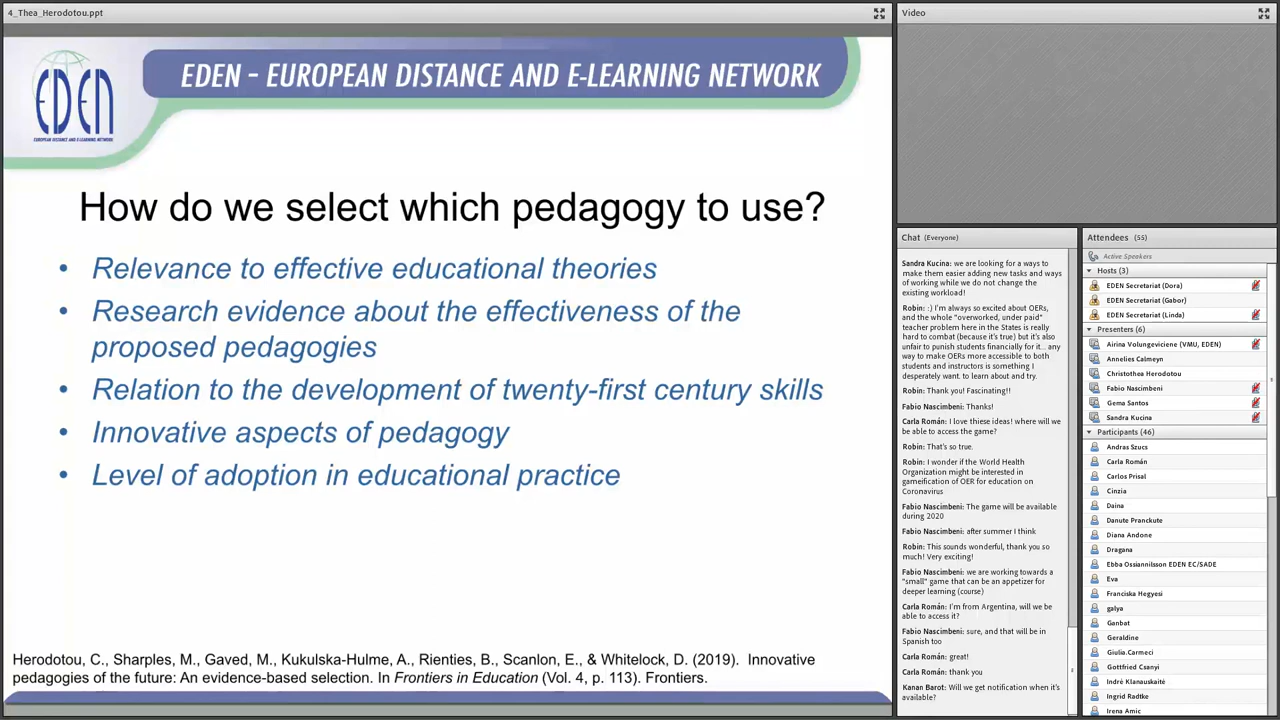 4_Thea_Herodotou.ppt
EDEN
EUROPEAN DISTANCE AND E-LEARNING NETWORK
EDEN - EUROPEAN DISTANCE AND E-LEARNING NETWORK
How do we select which pedagogy to use?
• Relevance to effective educational theories
• Research evidence about the effectiveness of the
proposed pedagogies
• Relation to the development of twenty-first century skills
• Innovative aspects of pedagogy
• Level of adoption in educational practice
Herodotou, C., Sharples, M., Gaved, M., Kukulska-Hulme, A., Rienties, B., Scanlon, E., & Whitelock, D. (2019). Innovative
pedagogies of the future: An evidence-based selection. In Frontiers in Education (Vol. 4, p. 113). Frontiers.
Video
Chat (Everyone)
Sandra Kucina: we are looking for a ways to
make them easier adding new tasks and ways
of working while we do not change the
existing workload!
Robin: :) I'm always so excited about OERs,
and the whole "overworked, under paid"
teacher problem here in the States is really
hard to combat (because it's true) but it's also
unfair to punish students financially for it... any
way to make OERs more accessible to both
students and instructors is something I
desperately want. to learn about and try.
Robin: Thank you! Fascinating!!
Fabio Nascimbeni: Thanks!
Carla Román: I love thsese ideas! where will we
be able to access the game?
Robin: That's so true.
Robin: I wonder if the World Health
Organization might be interested in
gameification of OER for education on
Coronavirus
Fabio Nascimbeni: The game will be available
during 2020
Fabio Nascimbeni: after summer I think
Robin: This sounds wonderful, thank you so
much! Very exciting!
Fabio Nascimbeni: we are working towards a
"small" game that can be an appetizer for
deeper learning (course)
Carla Román: I'm from Argentina, will we be
able to access it?
Fabio Nascimbeni: sure, and that will be in
Spanish too
Carla Román: great!
Carla Román: thank you
Kanan Barot: Will we get notification when it's
available?
Attendees (55)
Active Speakers
Hosts (3)
EDEN Secretariat (Dora)
EDEN Secretariat (Gabor)
EDEN Secretariat (Linda)
Presenters (6)
Airina Volungeviciene (VMU, EDEN)
Annelies Calmeyn
Christothea Herodotou
Fabio Nascimbeni
Gema Santos
Sandra Kucina
Participants (46)
Andras Szucs
Carla Román
Carlos Prisal
Cinzia
Daina
Danute Pranckute
Diana Andone
Dragana
Ebba Ossiannilsson EDEN EC/SADE
Eva
Franciska Hegyesi
galya
Ganbat
Geraldine
Giulia.Carmeci
Gottfried Csanyi
Indrė Klanauskaitė
Ingrid Radtke
Irena Amic